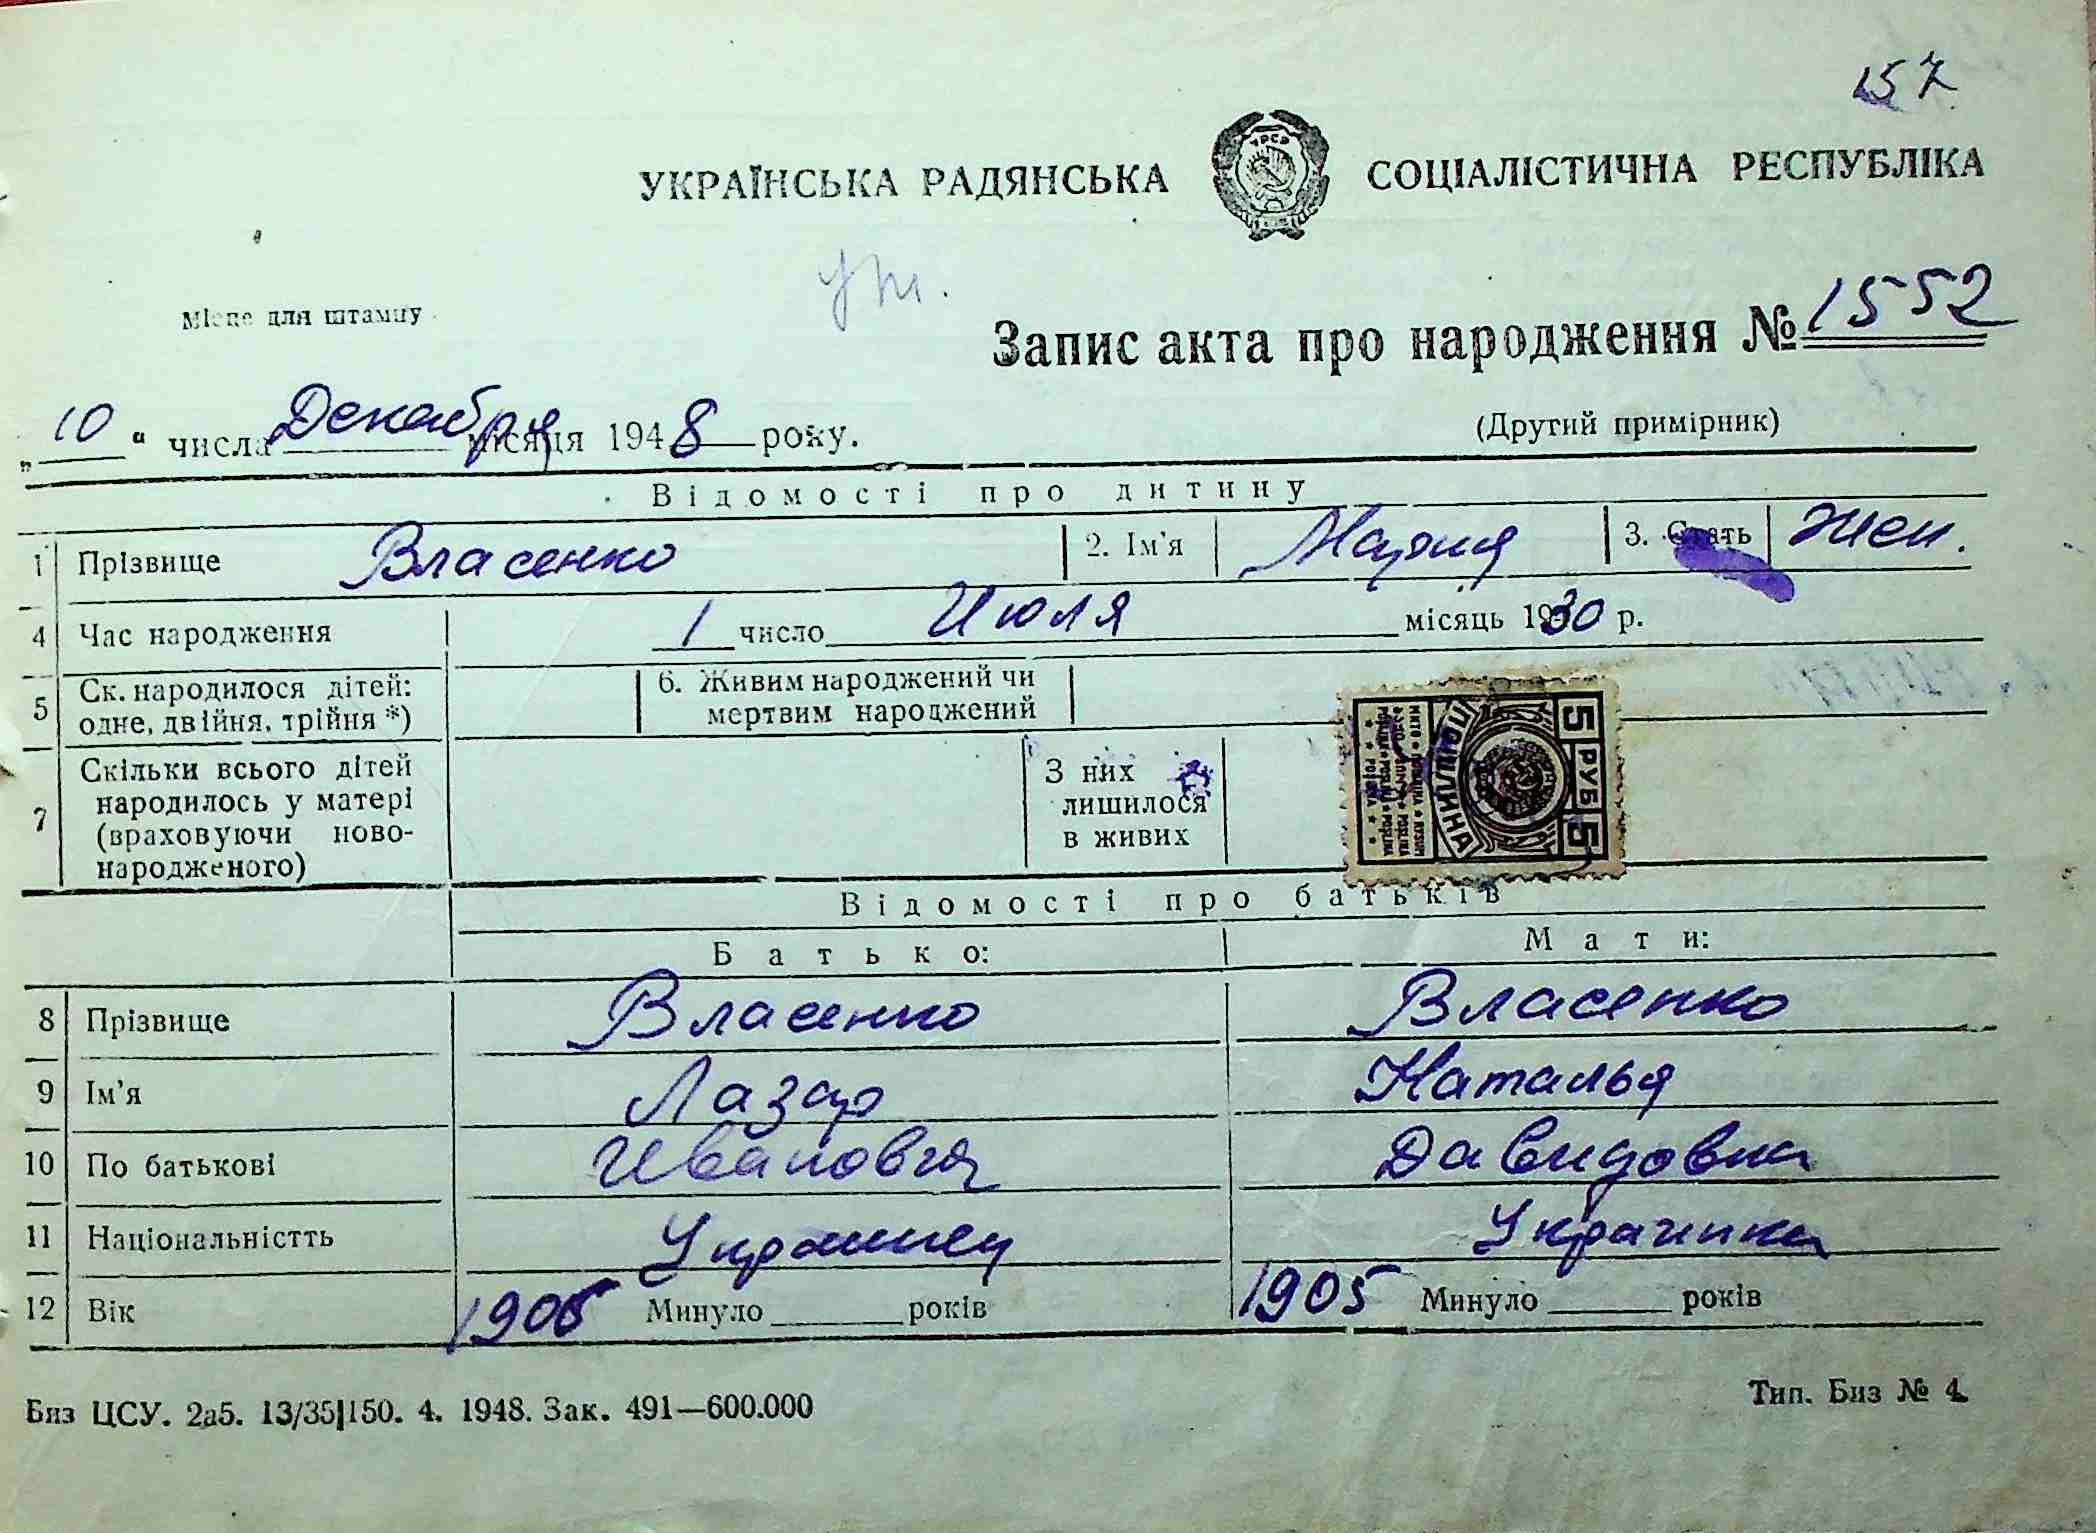 157
УКРАЇНСЬКА РАДЯНСЬКА СОЦІАЛІСТИЧНА РЕСПУБЛІКА
Місце для штампу
Запис акта про народження № 1552
(Другий примірник)
„10“ числа Декабря місяця 1948 року.
Відомості про дитину
1 Прізвище Власенко 2. Ім'я Мария 3. Стать Жен.
4 Час народження 1 число Июля місяць 1930 р.
5 Ск. народилося дітей: одне, двійня, трійня *) 6. Живим народжений чи мертвим народжений
7 Скільки всього дітей народилось у матері (враховуючи новонародженого) З них лишилося в живих
5 РУБ 5
Відомості про батьків
Батько: Мати:
8 Прізвище Власенко Власенко
9 Ім'я Лазар Наталья
10 По батькові Иванович Давидовна
11 Національністть Украинец Украинка
12 Вік Минуло років 1905 Минуло років
Биз ЦСУ. 2а5. 13/35|150. 4. 1948. Зак. 491—600.000
Тип. Биз № 4.